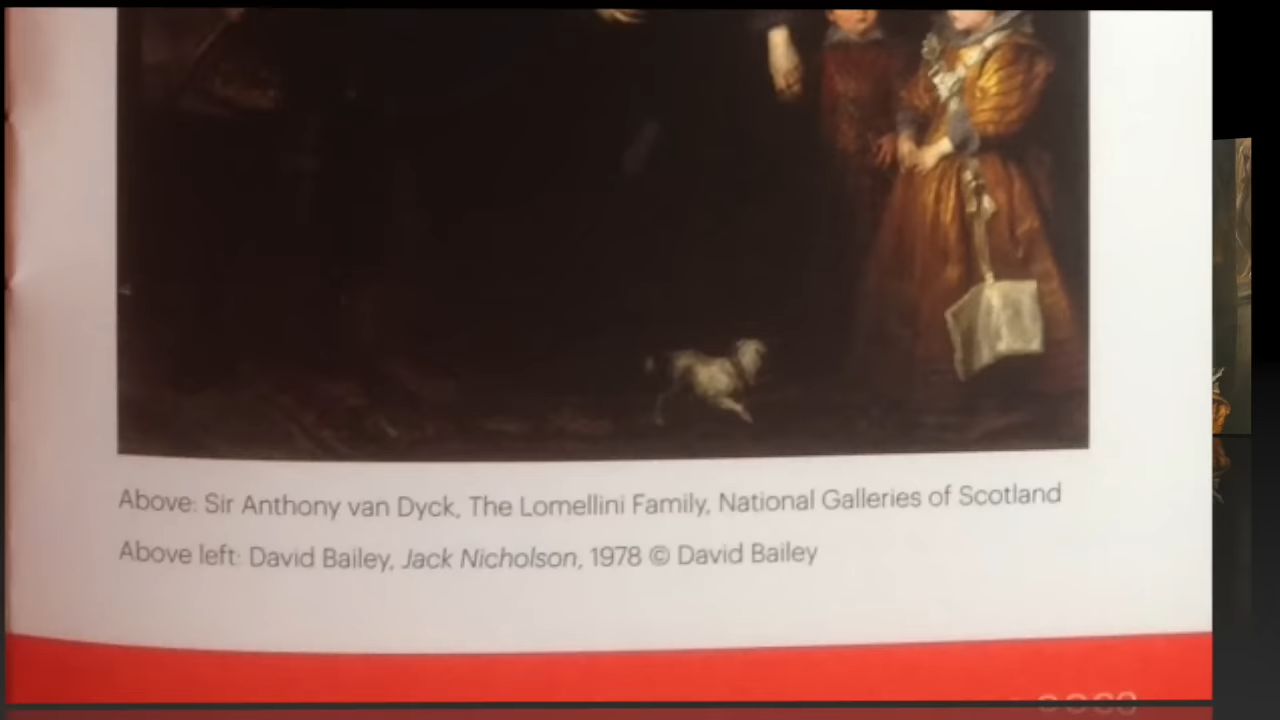 Above: Sir Anthony van Dyck, The Lomellini Family, National Galleries of Scotland
Above left: David Bailey, Jack Nicholson, 1978 © David Bailey